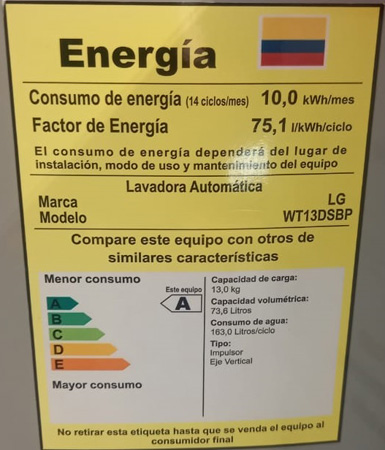 Energía
Consumo de energía (14 ciclos/mes) 10,0 kWh/mes
Factor de Energía 75,1 l/kWh/ciclo
El consumo de energía dependerá del lugar de
instalación, modo de uso y mantenimiento del equipo
Lavadora Automática
Marca LG
Modelo WT13DSBP
Compare este equipo con otros de
similares características
Menor consumo
Este equipo
A
A
B
C
D
E
Mayor consumo
Capacidad de carga:
13,0 kg
Capacidad volumétrica:
73,6 Litros
Consumo de agua:
163,0 Litros/ciclo
Tipo:
Impulsor
Eje Vertical
No retirar esta etiqueta hasta que se venda el equipo al
consumidor final